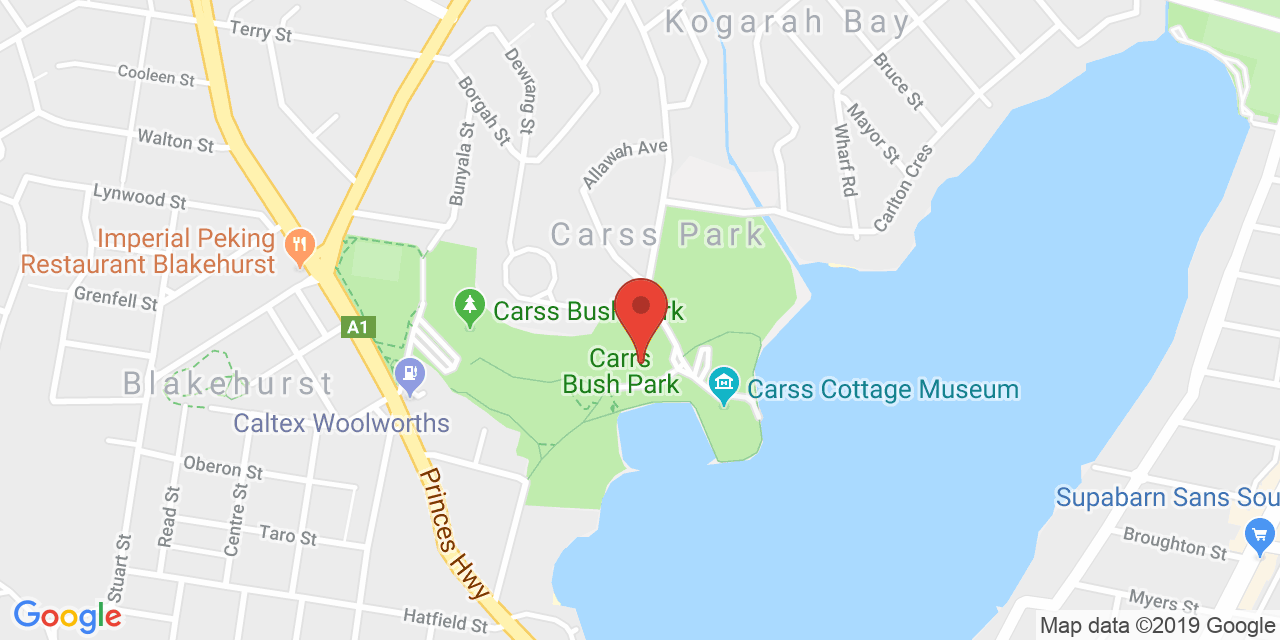 Kogarah Bay
Terry St
Cooleen St
Walton St
Lynwood St
Borgah St
Dewrang St
Bunyala St
Allawah Ave
Bruce St
Mayor St
Wharf Rd
Carlton Cres
Carss Park
Imperial Peking
Restaurant Blakehurst
Grenfell St
A1
Carss Bush Park
Carrs
Bush Park
Blakehurst
Carss Cottage Museum
Caltex Woolworths
Oberon St
Read St
Centre St
Taro St
Stuart St
Princes Hwy
Hatfield St
Supabarn Sans Sou
Broughton St
Myers St
Google
Map data ©2019 Google